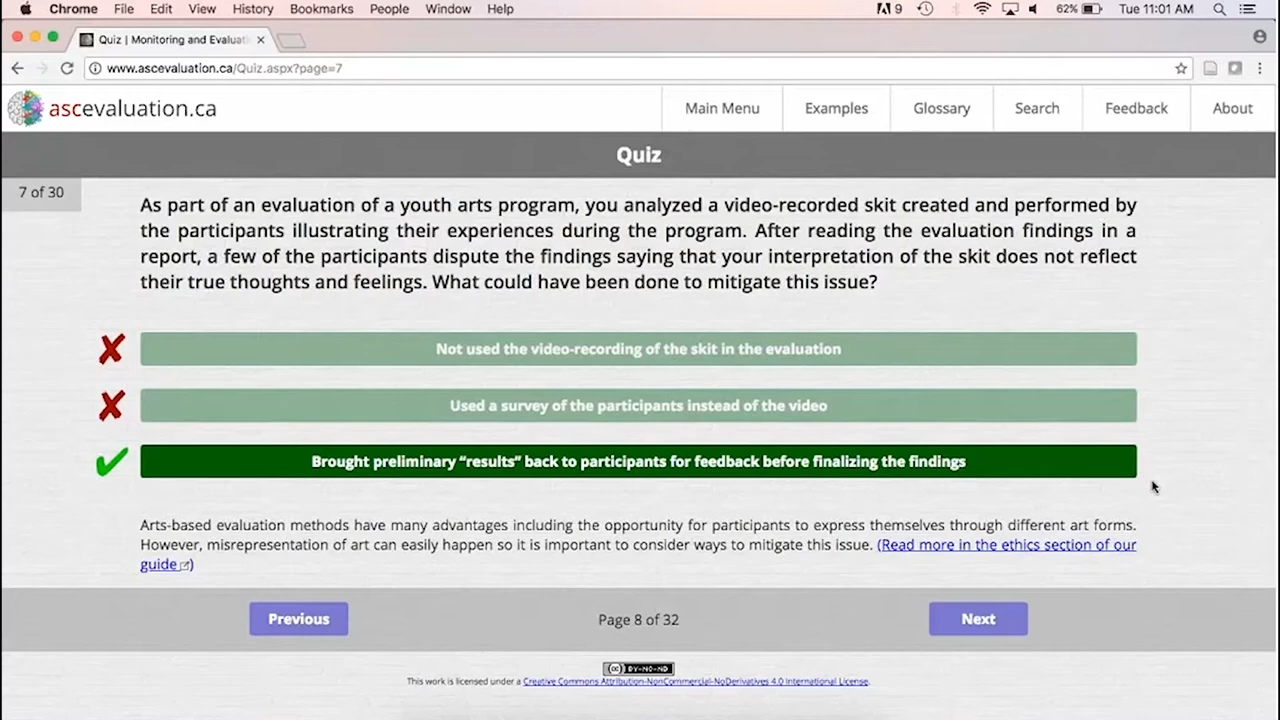 Chrome File Edit View History Bookmarks People Window Help 9 62% Tue 11:01 AM
Quiz | Monitoring and Evaluati
www.ascevaluation.ca/Quiz.aspx?page=7
ascevaluation.ca Main Menu Examples Glossary Search Feedback About
Quiz
7 of 30
As part of an evaluation of a youth arts program, you analyzed a video-recorded skit created and performed by
the participants illustrating their experiences during the program. After reading the evaluation findings in a
report, a few of the participants dispute the findings saying that your interpretation of the skit does not reflect
their true thoughts and feelings. What could have been done to mitigate this issue?
Not used the video-recording of the skit in the evaluation
Used a survey of the participants instead of the video
Brought preliminary “results” back to participants for feedback before finalizing the findings
Arts-based evaluation methods have many advantages including the opportunity for participants to express themselves through different art forms.
However, misrepresentation of art can easily happen so it is important to consider ways to mitigate this issue. (Read more in the ethics section of our
guide)
Previous Page 8 of 32 Next
cc BY-NC-ND
This work is licensed under a Creative Commons Attribution-NonCommercial-NoDerivatives 4.0 International License.